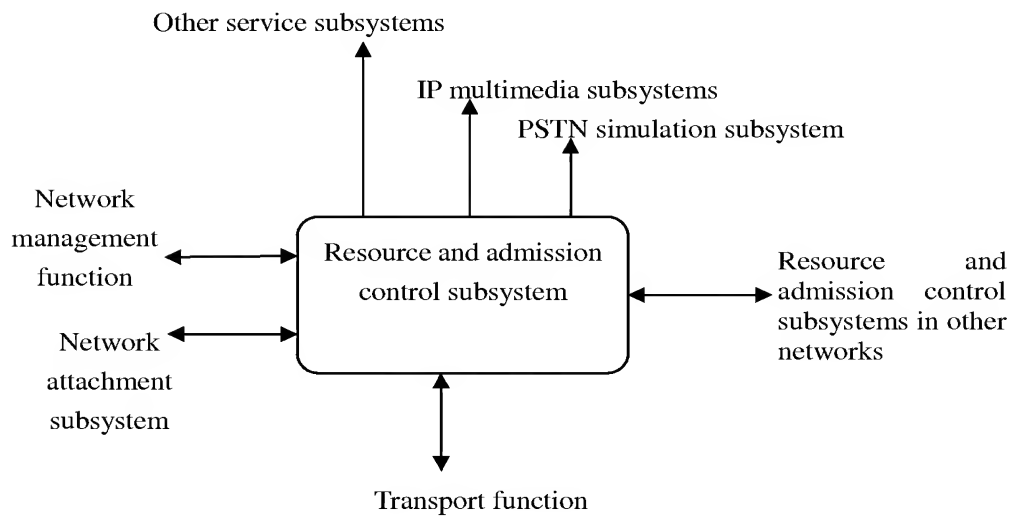 Other service subsystems
IP multimedia subsystems
PSTN simulation subsystem
Network
management
function
Resource and admission
control subsystem
Resource and
admission control
subsystems in other
networks
Network
attachment
subsystem
Transport function